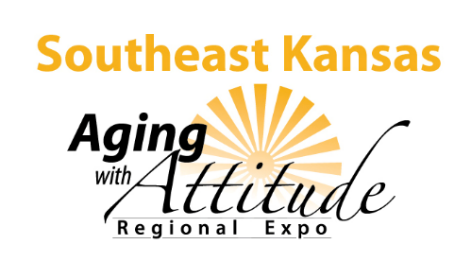 Southeast Kansas
Aging
with Attitude
Regional Expo